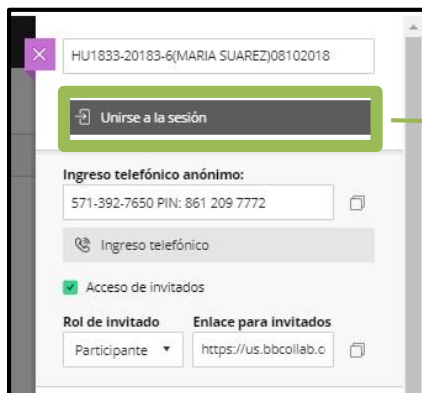 HU1833-20183-6(MARIA SUAREZ)08102018
Unirse a la sesión
Ingreso telefónico anónimo:
571-392-7650 PIN: 861 209 7772
Ingreso telefónico
Acceso de invitados
Rol de invitado Enlace para invitados
Participante https://us.bbcollab.c